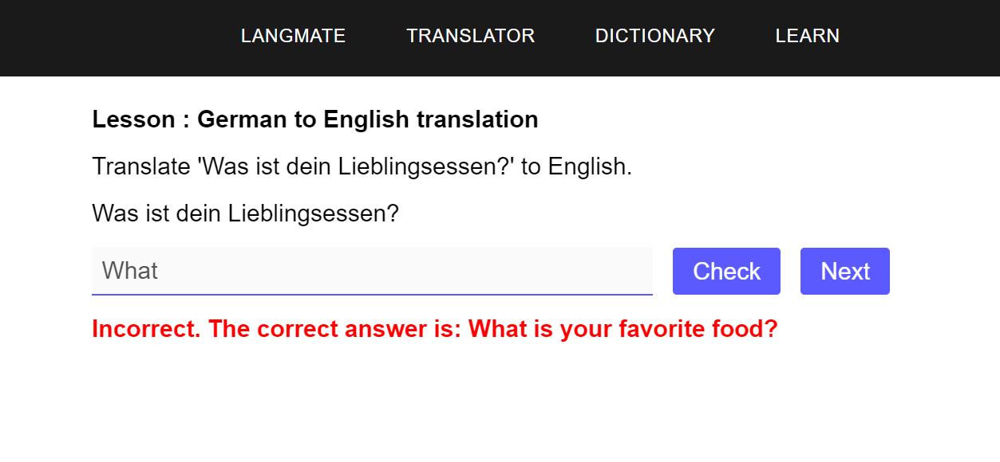 LANGMATE TRANSLATOR DICTIONARY LEARN
Lesson : German to English translation
Translate 'Was ist dein Lieblingsessen?' to English.
Was ist dein Lieblingsessen?
What Check Next
Incorrect. The correct answer is: What is your favorite food?